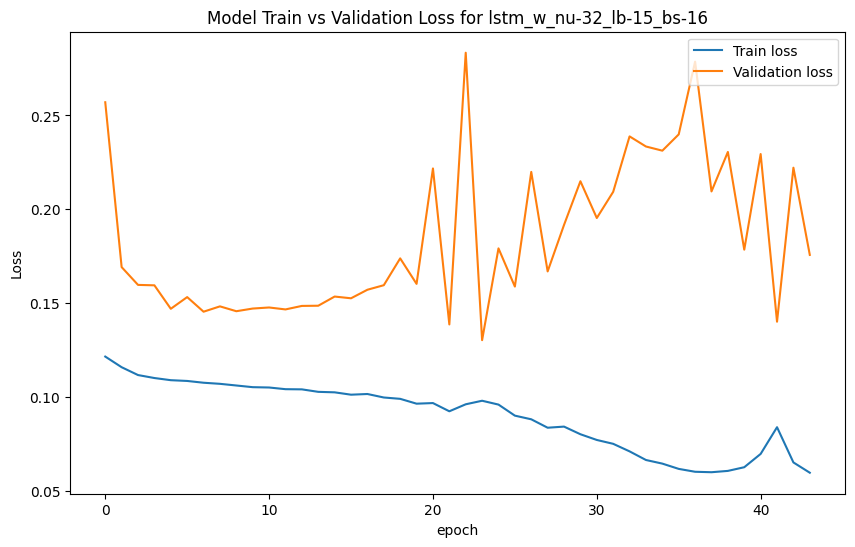 Model Train vs Validation Loss for lstm_w_nu-32_lb-15_bs-16
Train loss
Validation loss
0.25
0.20
0.15
0.10
0.05
Loss
0
10
20
30
40
epoch